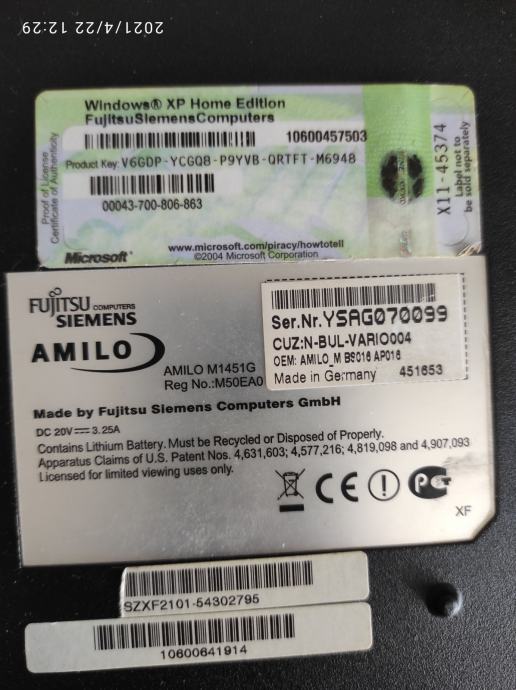 2021/4/22 12:29
Windows® XP Home Edition
FujitsuSiemensComputers
10600457503
Product Key: V6GDP-YCGQ8-P9YVB-QRTFT-M6948
00043-700-806-863
Proof of License
Certificate of Authenticity
X11-45374
Label not to
be sold separately
www.microsoft.com/piracy/howtotell
Microsoft® ©2004 Microsoft Corporation
FUJITSU COMPUTERS
SIEMENS
AMILO
AMILO M1451G
Reg No.:M50EA0
Ser.Nr.YSAG070099
CUZ:N-BUL-VARIO004
OEM: AMILO_M BS016 AP016
Made in Germany 451653
Made by Fujitsu Siemens Computers GmbH
DC 20V⎓3.25A
Contains Lithium Battery. Must be Recycled or Disposed of Properly.
Apparatus Claims of U.S. Patent Nos. 4,631,603; 4,577,216; 4,819,098 and 4,907,093
Licensed for limited viewing uses only.
CE
XF
SZXF2101-54302795
10600641914